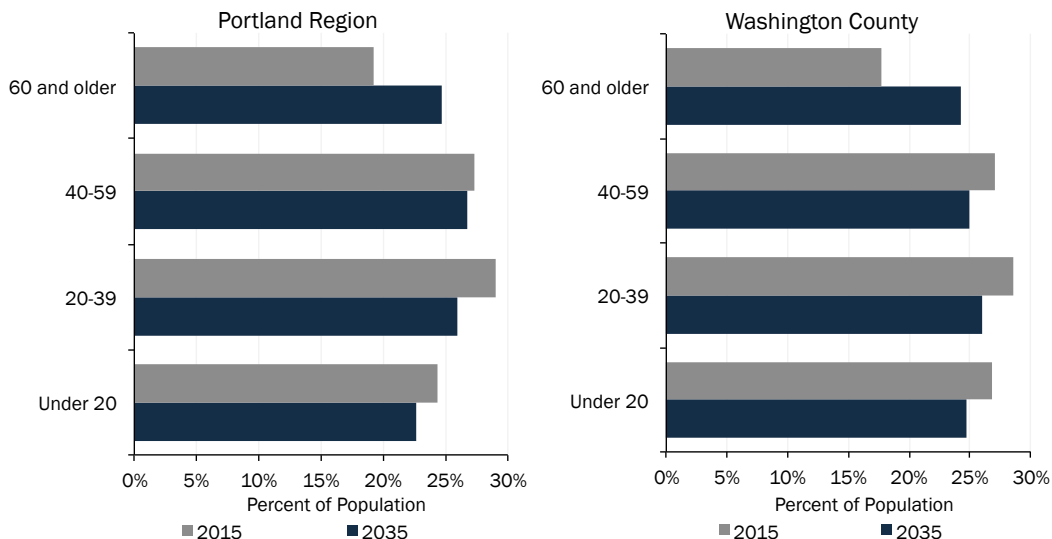 Portland Region
60 and older
40-59
20-39
Under 20
0% 5% 10% 15% 20% 25% 30%
Percent of Population
2015 2035
Washington County
60 and older
40-59
20-39
Under 20
0% 5% 10% 15% 20% 25% 30%
Percent of Population
2015 2035